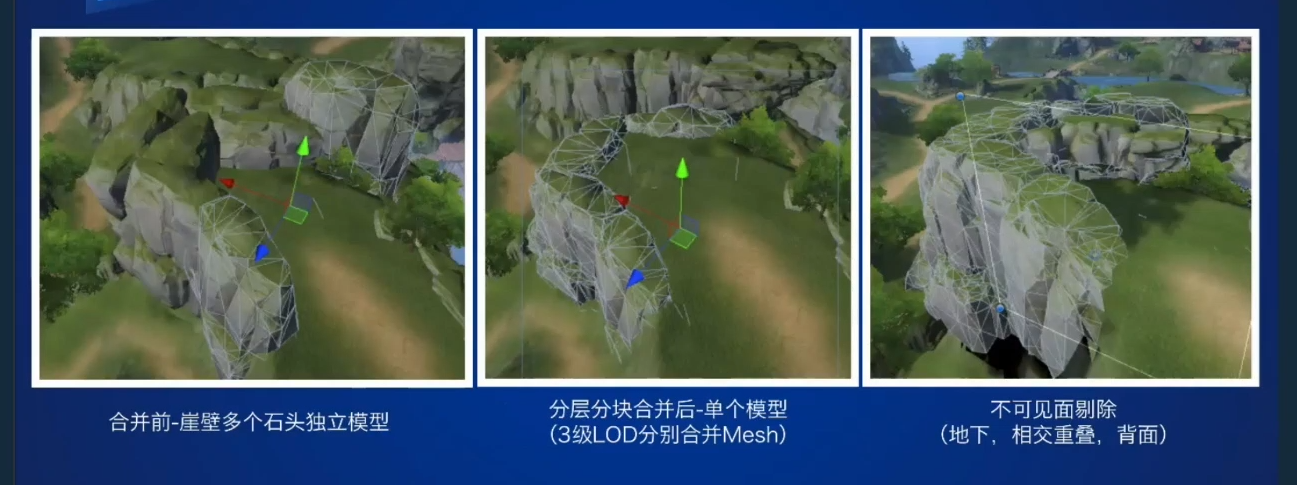 合并前-崖壁多个石头独立模型
分层分块合并后-单个模型
（3级LOD分别合并Mesh）
不可见面剔除
（地下，相交重叠，背面）